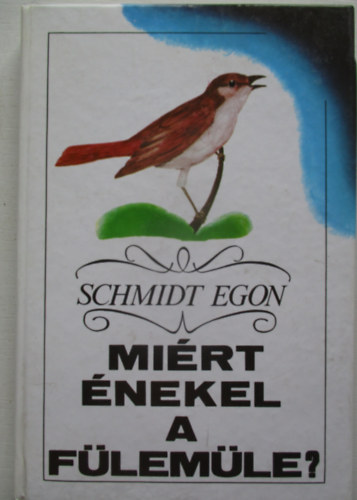 SCHMIDT EGON
MIÉRT
ÉNEKEL
A
FÜLEMÜLE?